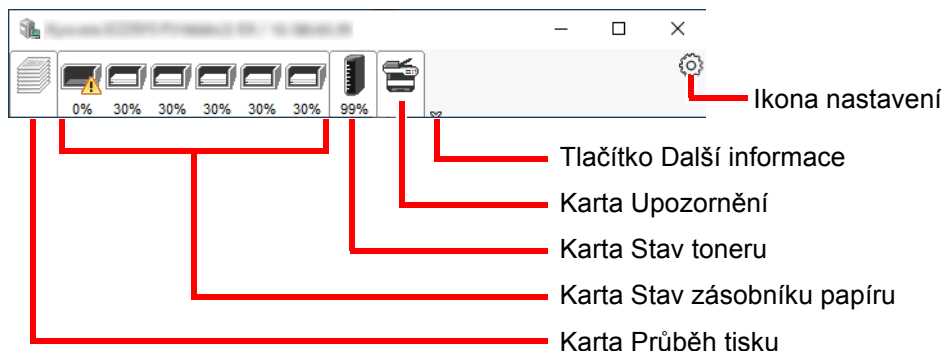 0% 30% 30% 30% 30% 30% 99%
Ikona nastavení
Tlačítko Další informace
Karta Upozornění
Karta Stav toneru
Karta Stav zásobníku papíru
Karta Průběh tisku